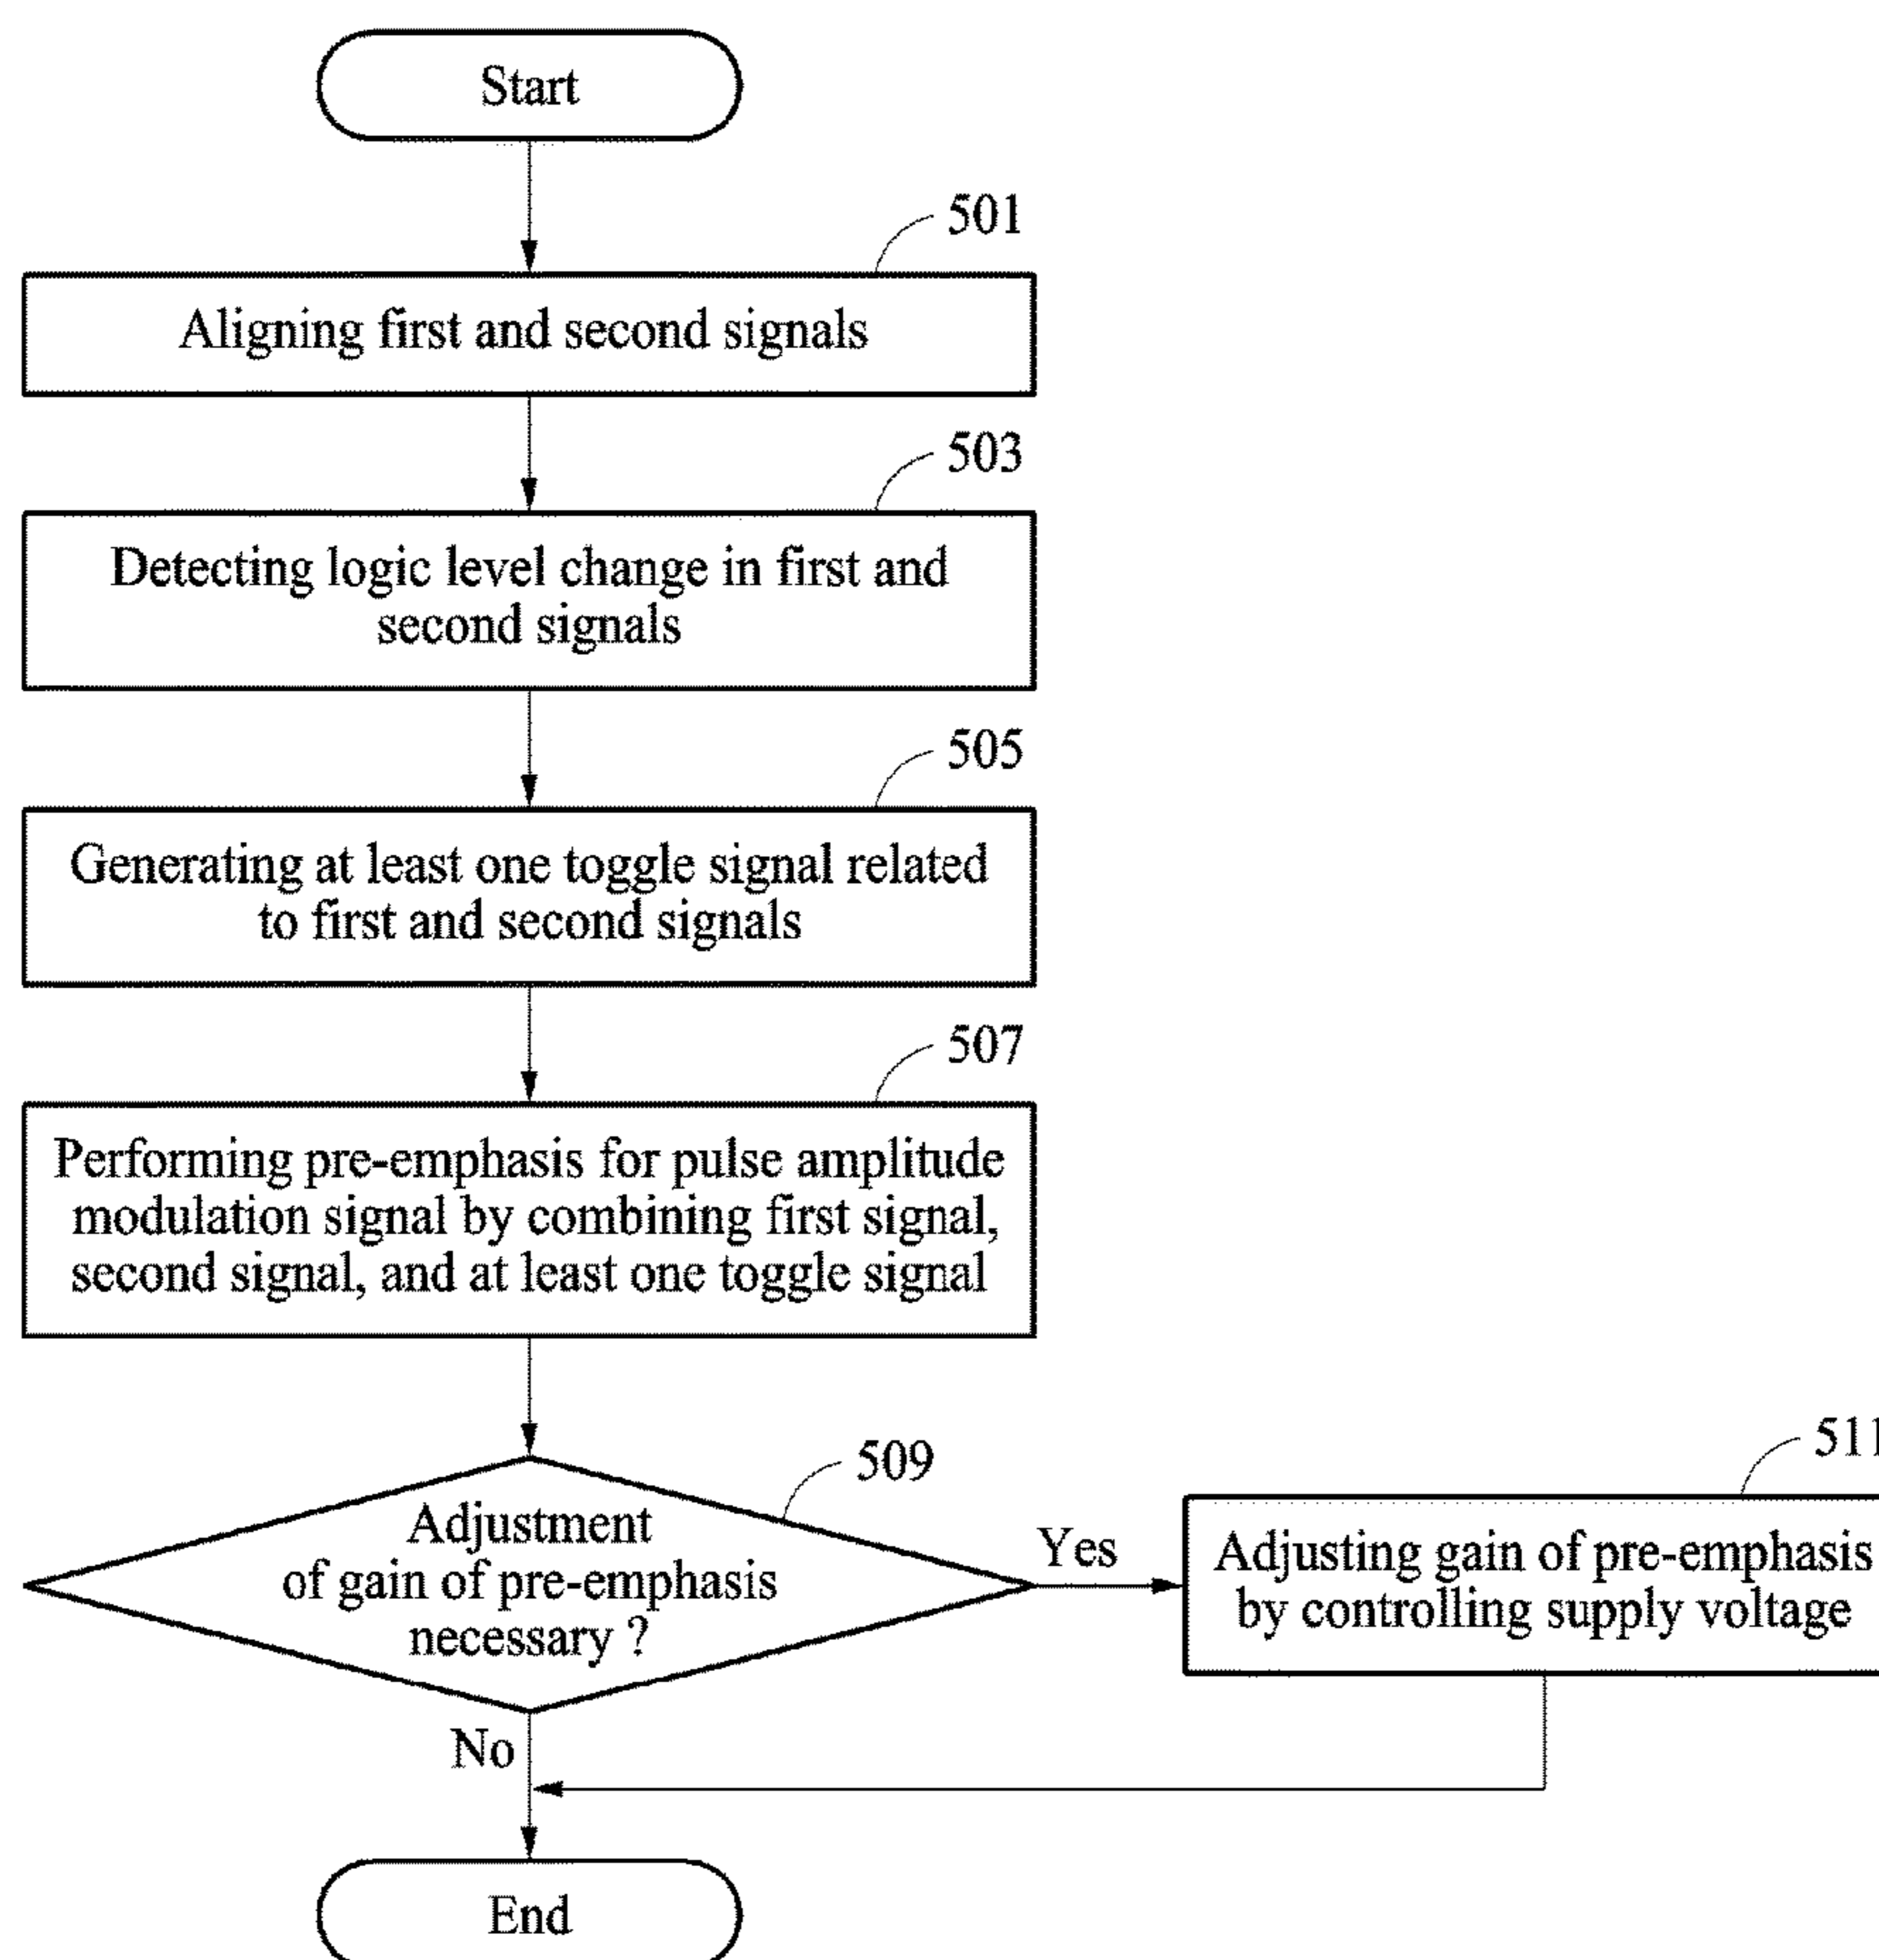 Start
501
Aligning first and second signals
503
Detecting logic level change in first and
second signals
505
Generating at least one toggle signal related
to first and second signals
507
Performing pre-emphasis for pulse amplitude
modulation signal by combining first signal,
second signal, and at least one toggle signal
509
Adjustment
of gain of pre-emphasis
necessary ?
Yes
511
Adjusting gain of pre-emphasis
by controlling supply voltage
No
End